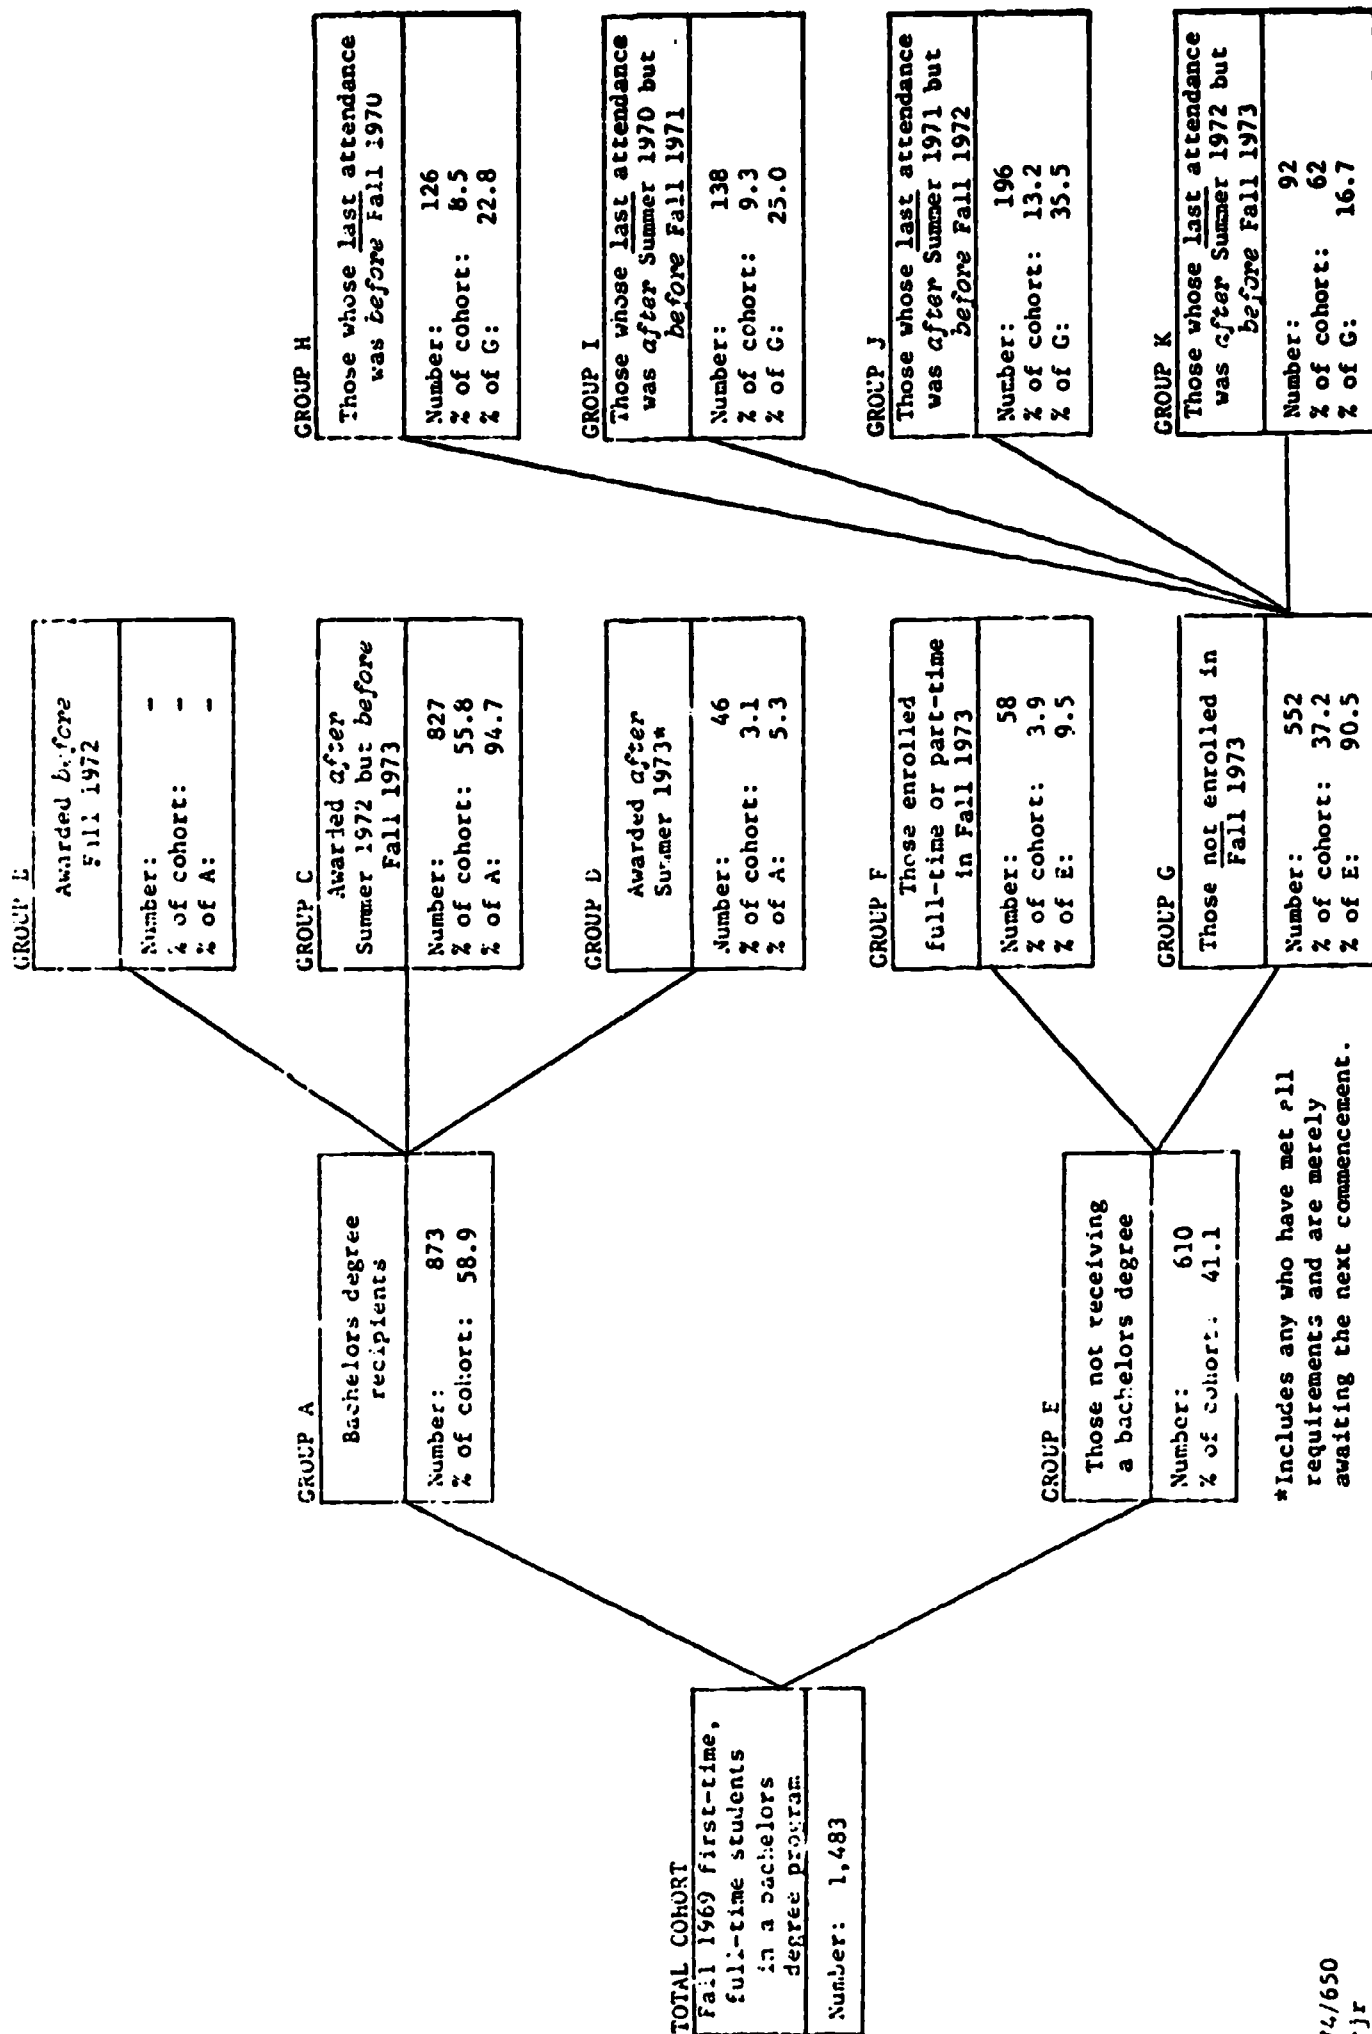 TOTAL COHORT
Fall 1969 first-time,
full-time students
in a bachelors
degree program
Number: 1,483
GROUP A
Bachelors degree
recipients
Number: 873
% of cohort: 58.9
GROUP E
Those not receiving
a bachelors degree
Number: 610
% of cohort: 41.1
*Includes any who have met all
requirements and are merely
awaiting the next commencement.
GROUP B
Awarded before
Fall 1972
Number: -
% of cohort: -
% of A: -
GROUP C
Awarded after
Summer 1972 but before
Fall 1973
Number: 827
% of cohort: 55.8
% of A: 94.7
GROUP D
Awarded after
Summer 1973*
Number: 46
% of cohort: 3.1
% of A: 5.3
GROUP F
Those enrolled
full-time or part-time
in Fall 1973
Number: 58
% of cohort: 3.9
% of E: 9.5
GROUP G
Those not enrolled in
Fall 1973
Number: 552
% of cohort: 37.2
% of E: 90.5
GROUP H
Those whose last attendance
was before Fall 1970
Number: 126
% of cohort: 8.5
% of G: 22.8
GROUP I
Those whose last attendance
was after Summer 1970 but
before Fall 1971
Number: 138
% of cohort: 9.3
% of G: 25.0
GROUP J
Those whose last attendance
was after Summer 1971 but
before Fall 1972
Number: 196
% of cohort: 13.2
% of G: 35.5
GROUP K
Those whose last attendance
was after Summer 1972 but
before Fall 1973
Number: 92
% of cohort: 62
% of G: 16.7